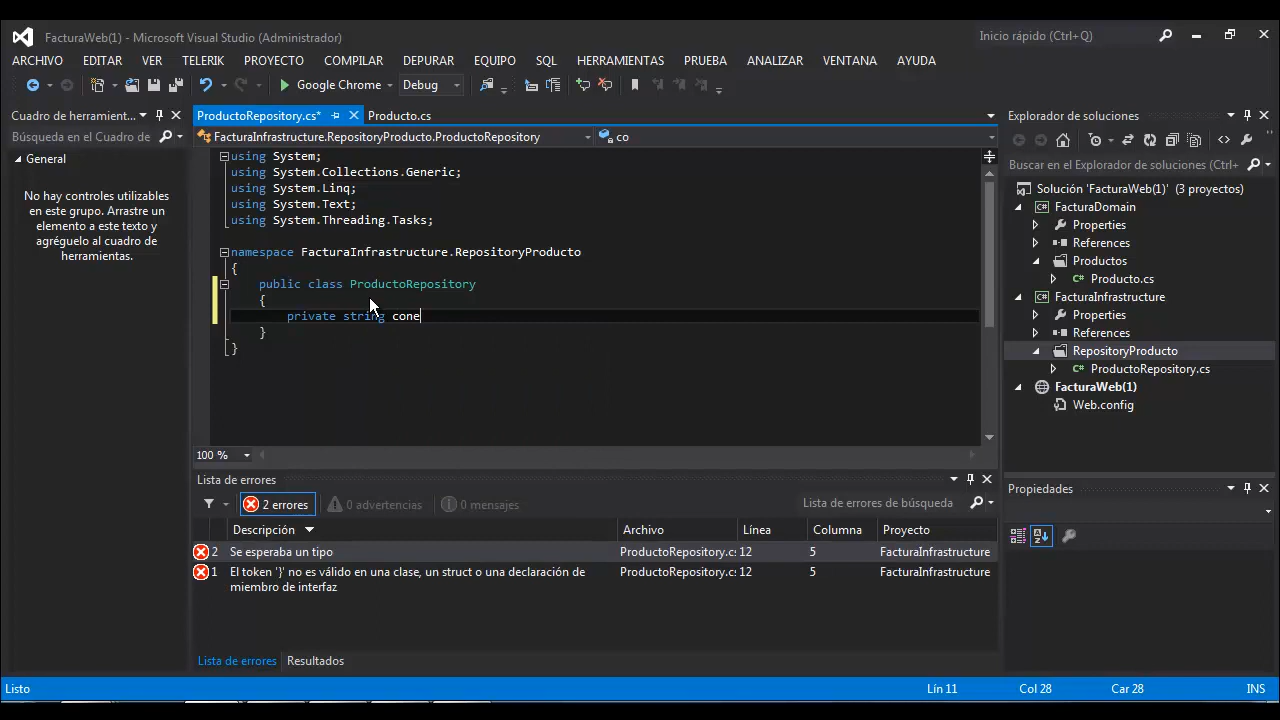 FacturaWeb(1) - Microsoft Visual Studio (Administrador)
Inicio rápido (Ctrl+Q)
ARCHIVO EDITAR VER TELERIK PROYECTO COMPILAR DEPURAR EQUIPO SQL HERRAMIENTAS PRUEBA ANALIZAR VENTANA AYUDA
Google Chrome Debug
Cuadro de herramient...
ProductoRepository.cs*
Producto.cs
Explorador de soluciones
Búsqueda en el Cuadro de
FacturaInfrastructure.RepositoryProducto.ProductoRepository
co
General
No hay controles utilizables
en este grupo. Arrastre un
elemento a este texto y
agréguelo al cuadro de
herramientas.
using System;
using System.Collections.Generic;
using System.Linq;
using System.Text;
using System.Threading.Tasks;
namespace FacturaInfrastructure.RepositoryProducto
{
public class ProductoRepository
{
private string cone
}
}
100 %
Buscar en el Explorador de soluciones (Ctrl+
Solución 'FacturaWeb(1)' (3 proyectos)
FacturaDomain
Properties
References
Productos
C# Producto.cs
FacturaInfrastructure
Properties
References
RepositoryProducto
C# ProductoRepository.cs
FacturaWeb(1)
Web.config
Lista de errores
2 errores
0 advertencias
0 mensajes
Lista de errores de búsqueda
Descripción Archivo Línea Columna Proyecto
2 Se esperaba un tipo ProductoRepository.c: 12 5 FacturaInfrastructure
1 El token '}' no es válido en una clase, un struct o una declaración de ProductoRepository.c: 12 5 FacturaInfrastructure
miembro de interfaz
Lista de errores Resultados
Propiedades
Listo
Lín 11 Col 28 Car 28 INS